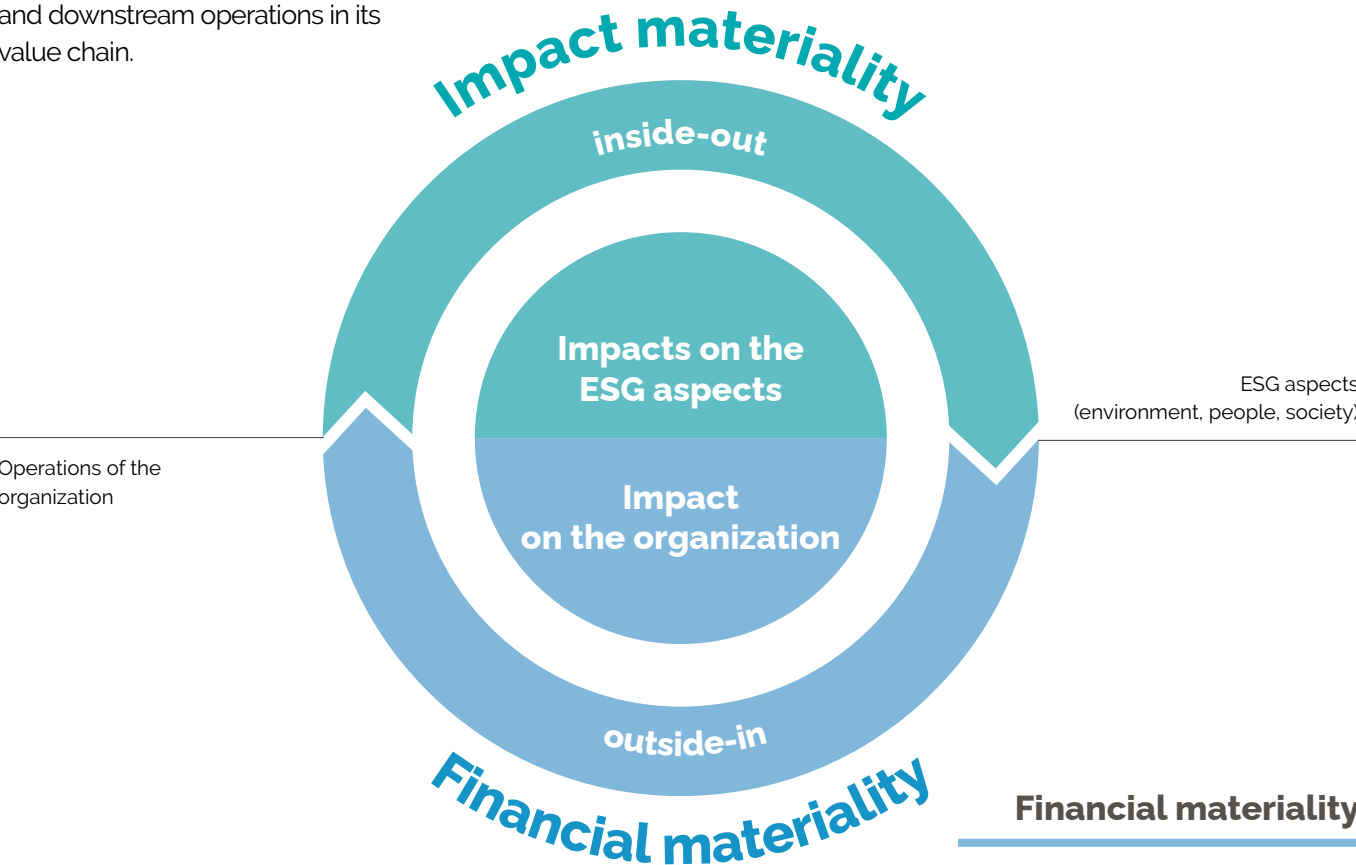 and downstream operations in its
value chain.
Impact materiality
inside-out
Impacts on the
ESG aspects
ESG aspects
(environment, people, society)
Operations of the
organization
Impact
on the organization
outside-in
Financial materiality
Financial materiality